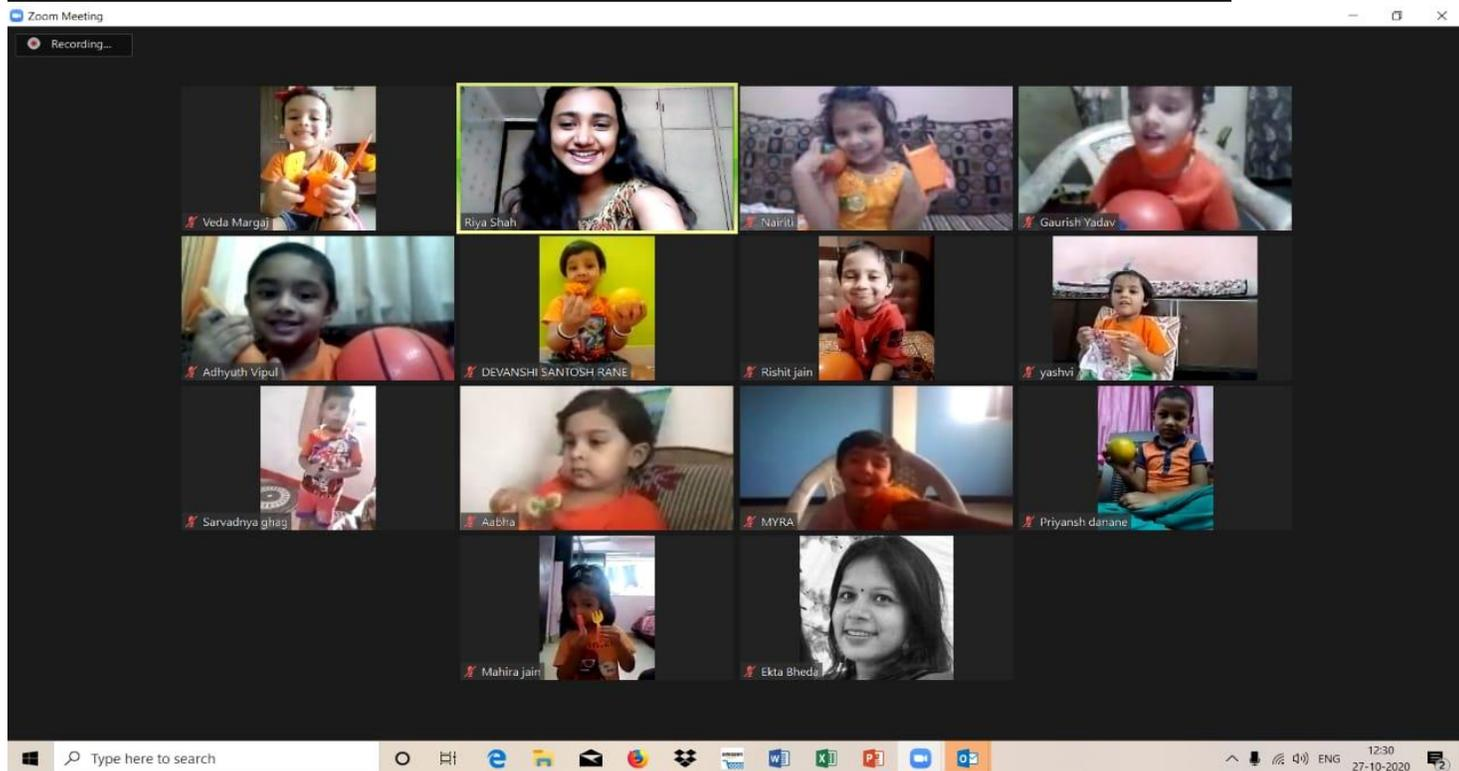 Zoom Meeting
Recording...
Veda Margaj
Riya Shah
Nairiti
Gaurish Yadav
Adhyuth Vipul
DEVANSHI SANTOSH RANE
Rishit jain
yashvi
Sarvadnya ghag
Aabha
MYRA
Priyansh danane
Mahira jain
Ekta Bheda
Type here to search
amazon
ENG
12:30
27-10-2020
2